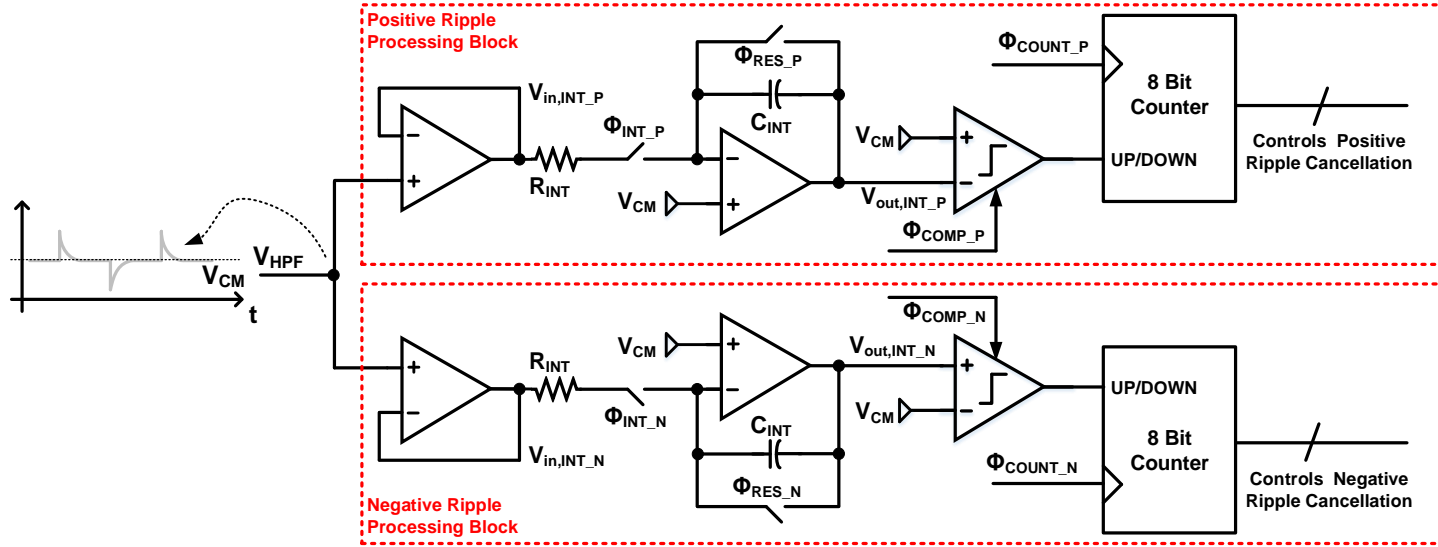 Positive Ripple
Processing Block
V_in,INT_P
Φ_INT_P
R_INT
V_CM
Φ_RES_P
C_INT
V_CM
V_out,INT_P
Φ_COMP_P
Φ_COUNT_P
8 Bit
Counter
UP/DOWN
Controls Positive
Ripple Cancellation
V_HPF
V_CM
t
Φ_COMP_N
V_CM
R_INT
Φ_INT_N
V_in,INT_N
C_INT
Φ_RES_N
V_out,INT_N
V_CM
Φ_COUNT_N
UP/DOWN
8 Bit
Counter
Controls Negative
Ripple Cancellation
Negative Ripple
Processing Block